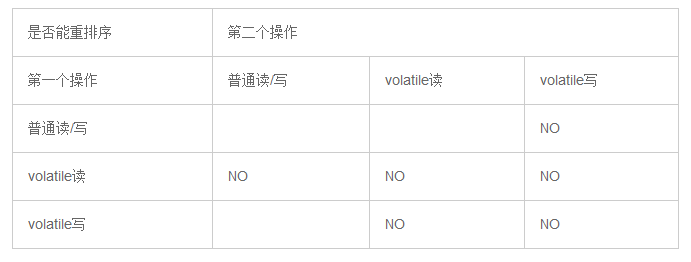 是否能重排序 第二个操作
第一个操作 普通读/写 volatile读 volatile写
普通读/写 NO
volatile读 NO NO NO
volatile写 NO NO